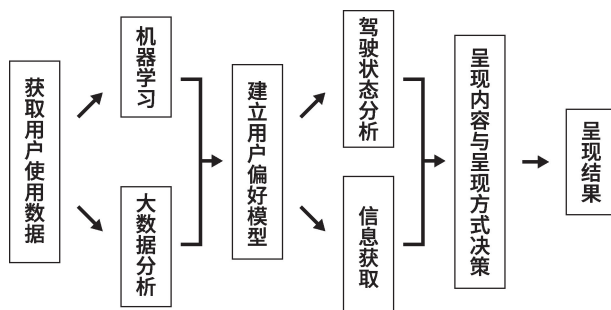 获取用户使用数据
机器学习
大数据分析
建立用户偏好模型
驾驶状态分析
信息获取
呈现内容与呈现方式决策
呈现结果